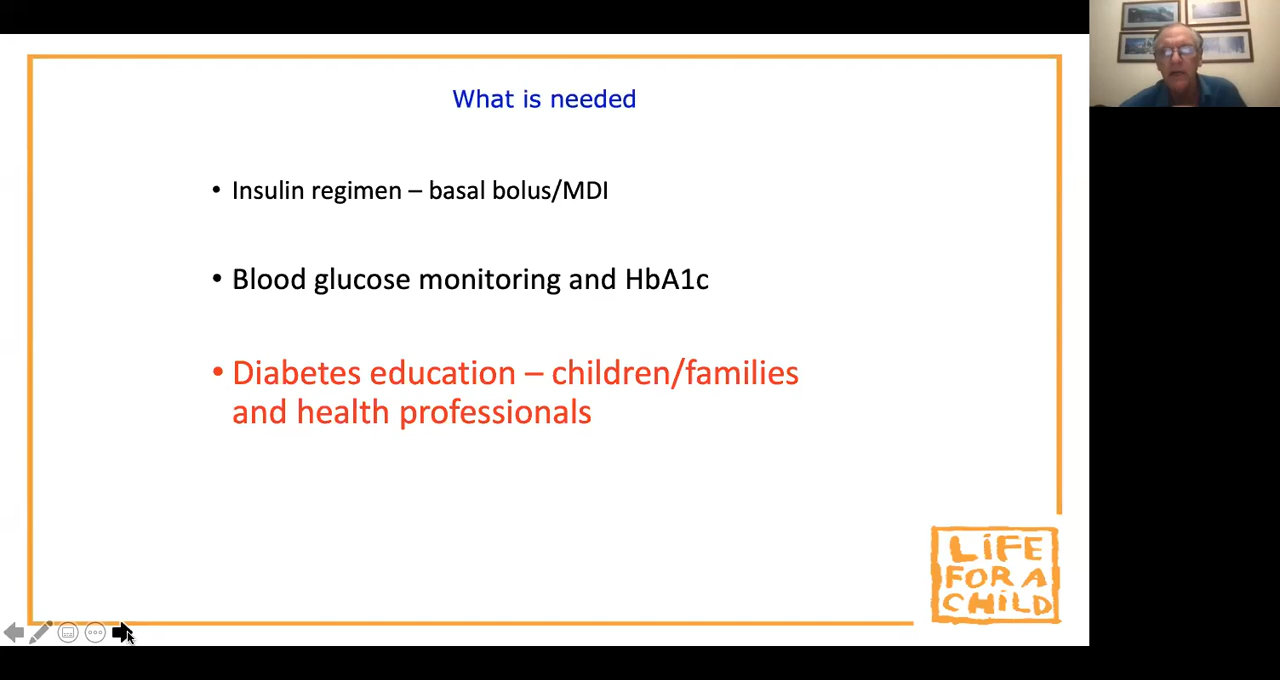 What is needed
• Insulin regimen – basal bolus/MDI
• Blood glucose monitoring and HbA1c
• Diabetes education – children/families
and health professionals
LIFE
FOR A
CHILD